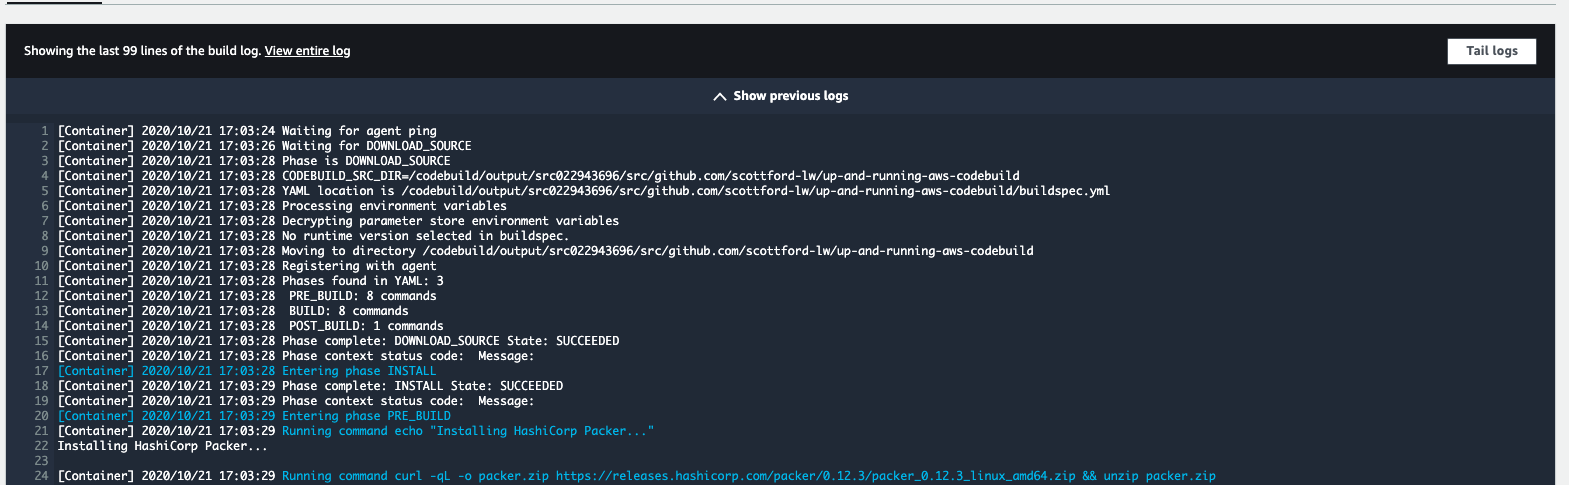 Showing the last 99 lines of the build log. View entire log
Tail logs
Show previous logs
1 [Container] 2020/10/21 17:03:24 Waiting for agent ping
2 [Container] 2020/10/21 17:03:26 Waiting for DOWNLOAD_SOURCE
3 [Container] 2020/10/21 17:03:28 Phase is DOWNLOAD_SOURCE
4 [Container] 2020/10/21 17:03:28 CODEBUILD_SRC_DIR=/codebuild/output/src022943696/src/github.com/scottford-lw/up-and-running-aws-codebuild
5 [Container] 2020/10/21 17:03:28 YAML location is /codebuild/output/src022943696/src/github.com/scottford-lw/up-and-running-aws-codebuild/buildspec.yml
6 [Container] 2020/10/21 17:03:28 Processing environment variables
7 [Container] 2020/10/21 17:03:28 Decrypting parameter store environment variables
8 [Container] 2020/10/21 17:03:28 No runtime version selected in buildspec.
9 [Container] 2020/10/21 17:03:28 Moving to directory /codebuild/output/src022943696/src/github.com/scottford-lw/up-and-running-aws-codebuild
10 [Container] 2020/10/21 17:03:28 Registering with agent
11 [Container] 2020/10/21 17:03:28 Phases found in YAML: 3
12 [Container] 2020/10/21 17:03:28  PRE_BUILD: 8 commands
13 [Container] 2020/10/21 17:03:28  BUILD: 8 commands
14 [Container] 2020/10/21 17:03:28  POST_BUILD: 1 commands
15 [Container] 2020/10/21 17:03:28 Phase complete: DOWNLOAD_SOURCE State: SUCCEEDED
16 [Container] 2020/10/21 17:03:28 Phase context status code:  Message:
17 [Container] 2020/10/21 17:03:28 Entering phase INSTALL
18 [Container] 2020/10/21 17:03:29 Phase complete: INSTALL State: SUCCEEDED
19 [Container] 2020/10/21 17:03:29 Phase context status code:  Message:
20 [Container] 2020/10/21 17:03:29 Entering phase PRE_BUILD
21 [Container] 2020/10/21 17:03:29 Running command echo "Installing HashiCorp Packer..."
22 Installing HashiCorp Packer...
23
24 [Container] 2020/10/21 17:03:29 Running command curl -qL -o packer.zip https://releases.hashicorp.com/packer/0.12.3/packer_0.12.3_linux_amd64.zip && unzip packer.zip